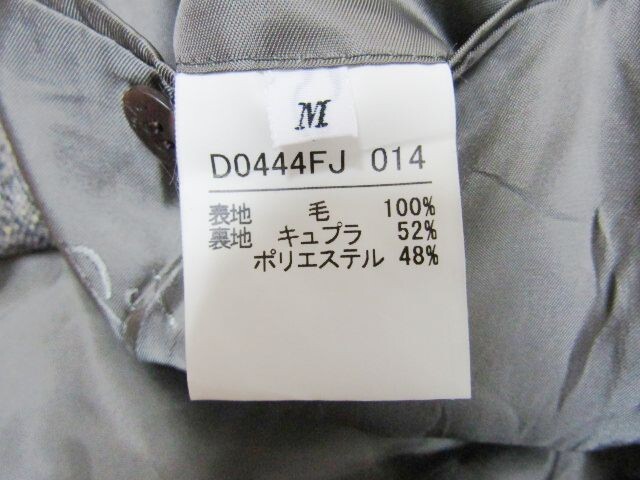 M
D0444FJ 014
表地 毛 100%
裏地 キュプラ 52%
ポリエステル 48%